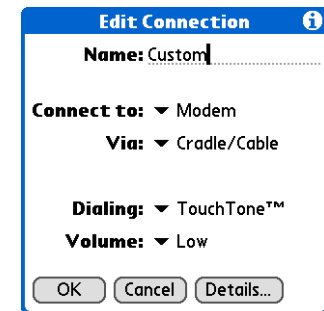 Edit Connection i
Name: Custom
Connect to: Modem
Via: Cradle/Cable
Dialing: TouchTone™
Volume: Low
OK Cancel Details...